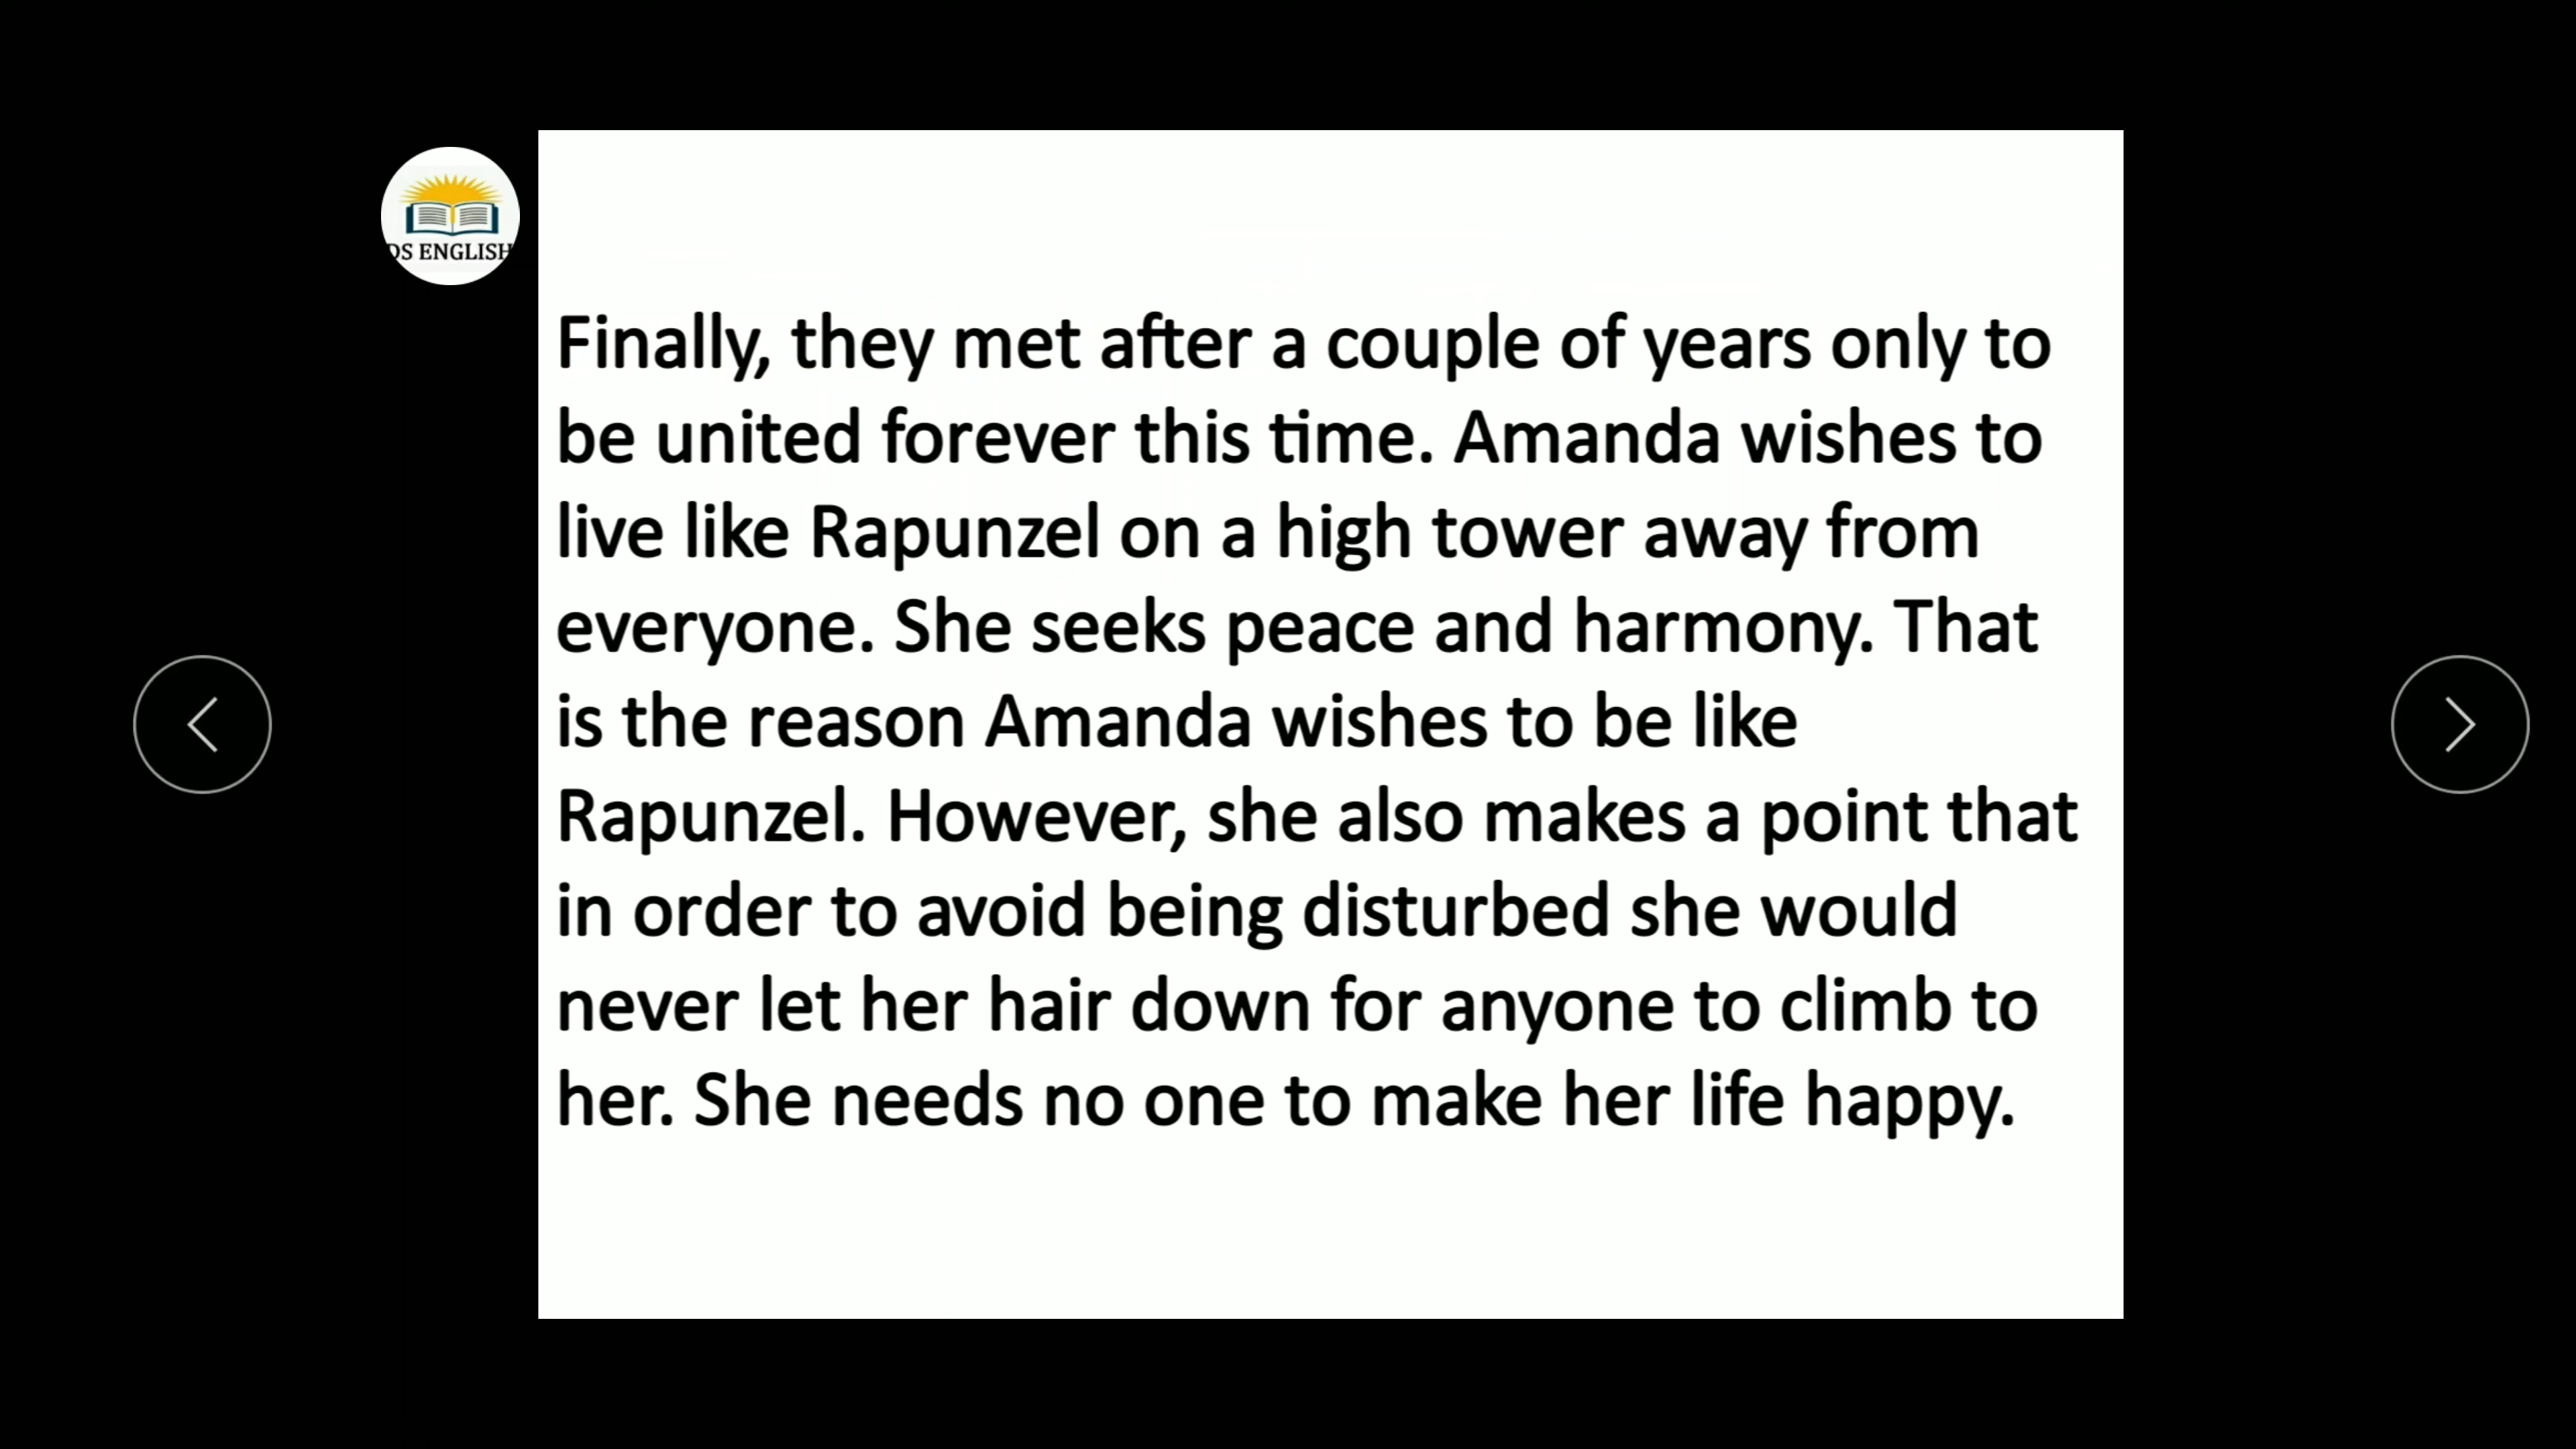 DS ENGLISH
Finally, they met after a couple of years only to
be united forever this time. Amanda wishes to
live like Rapunzel on a high tower away from
everyone. She seeks peace and harmony. That
is the reason Amanda wishes to be like
Rapunzel. However, she also makes a point that
in order to avoid being disturbed she would
never let her hair down for anyone to climb to
her. She needs no one to make her life happy.